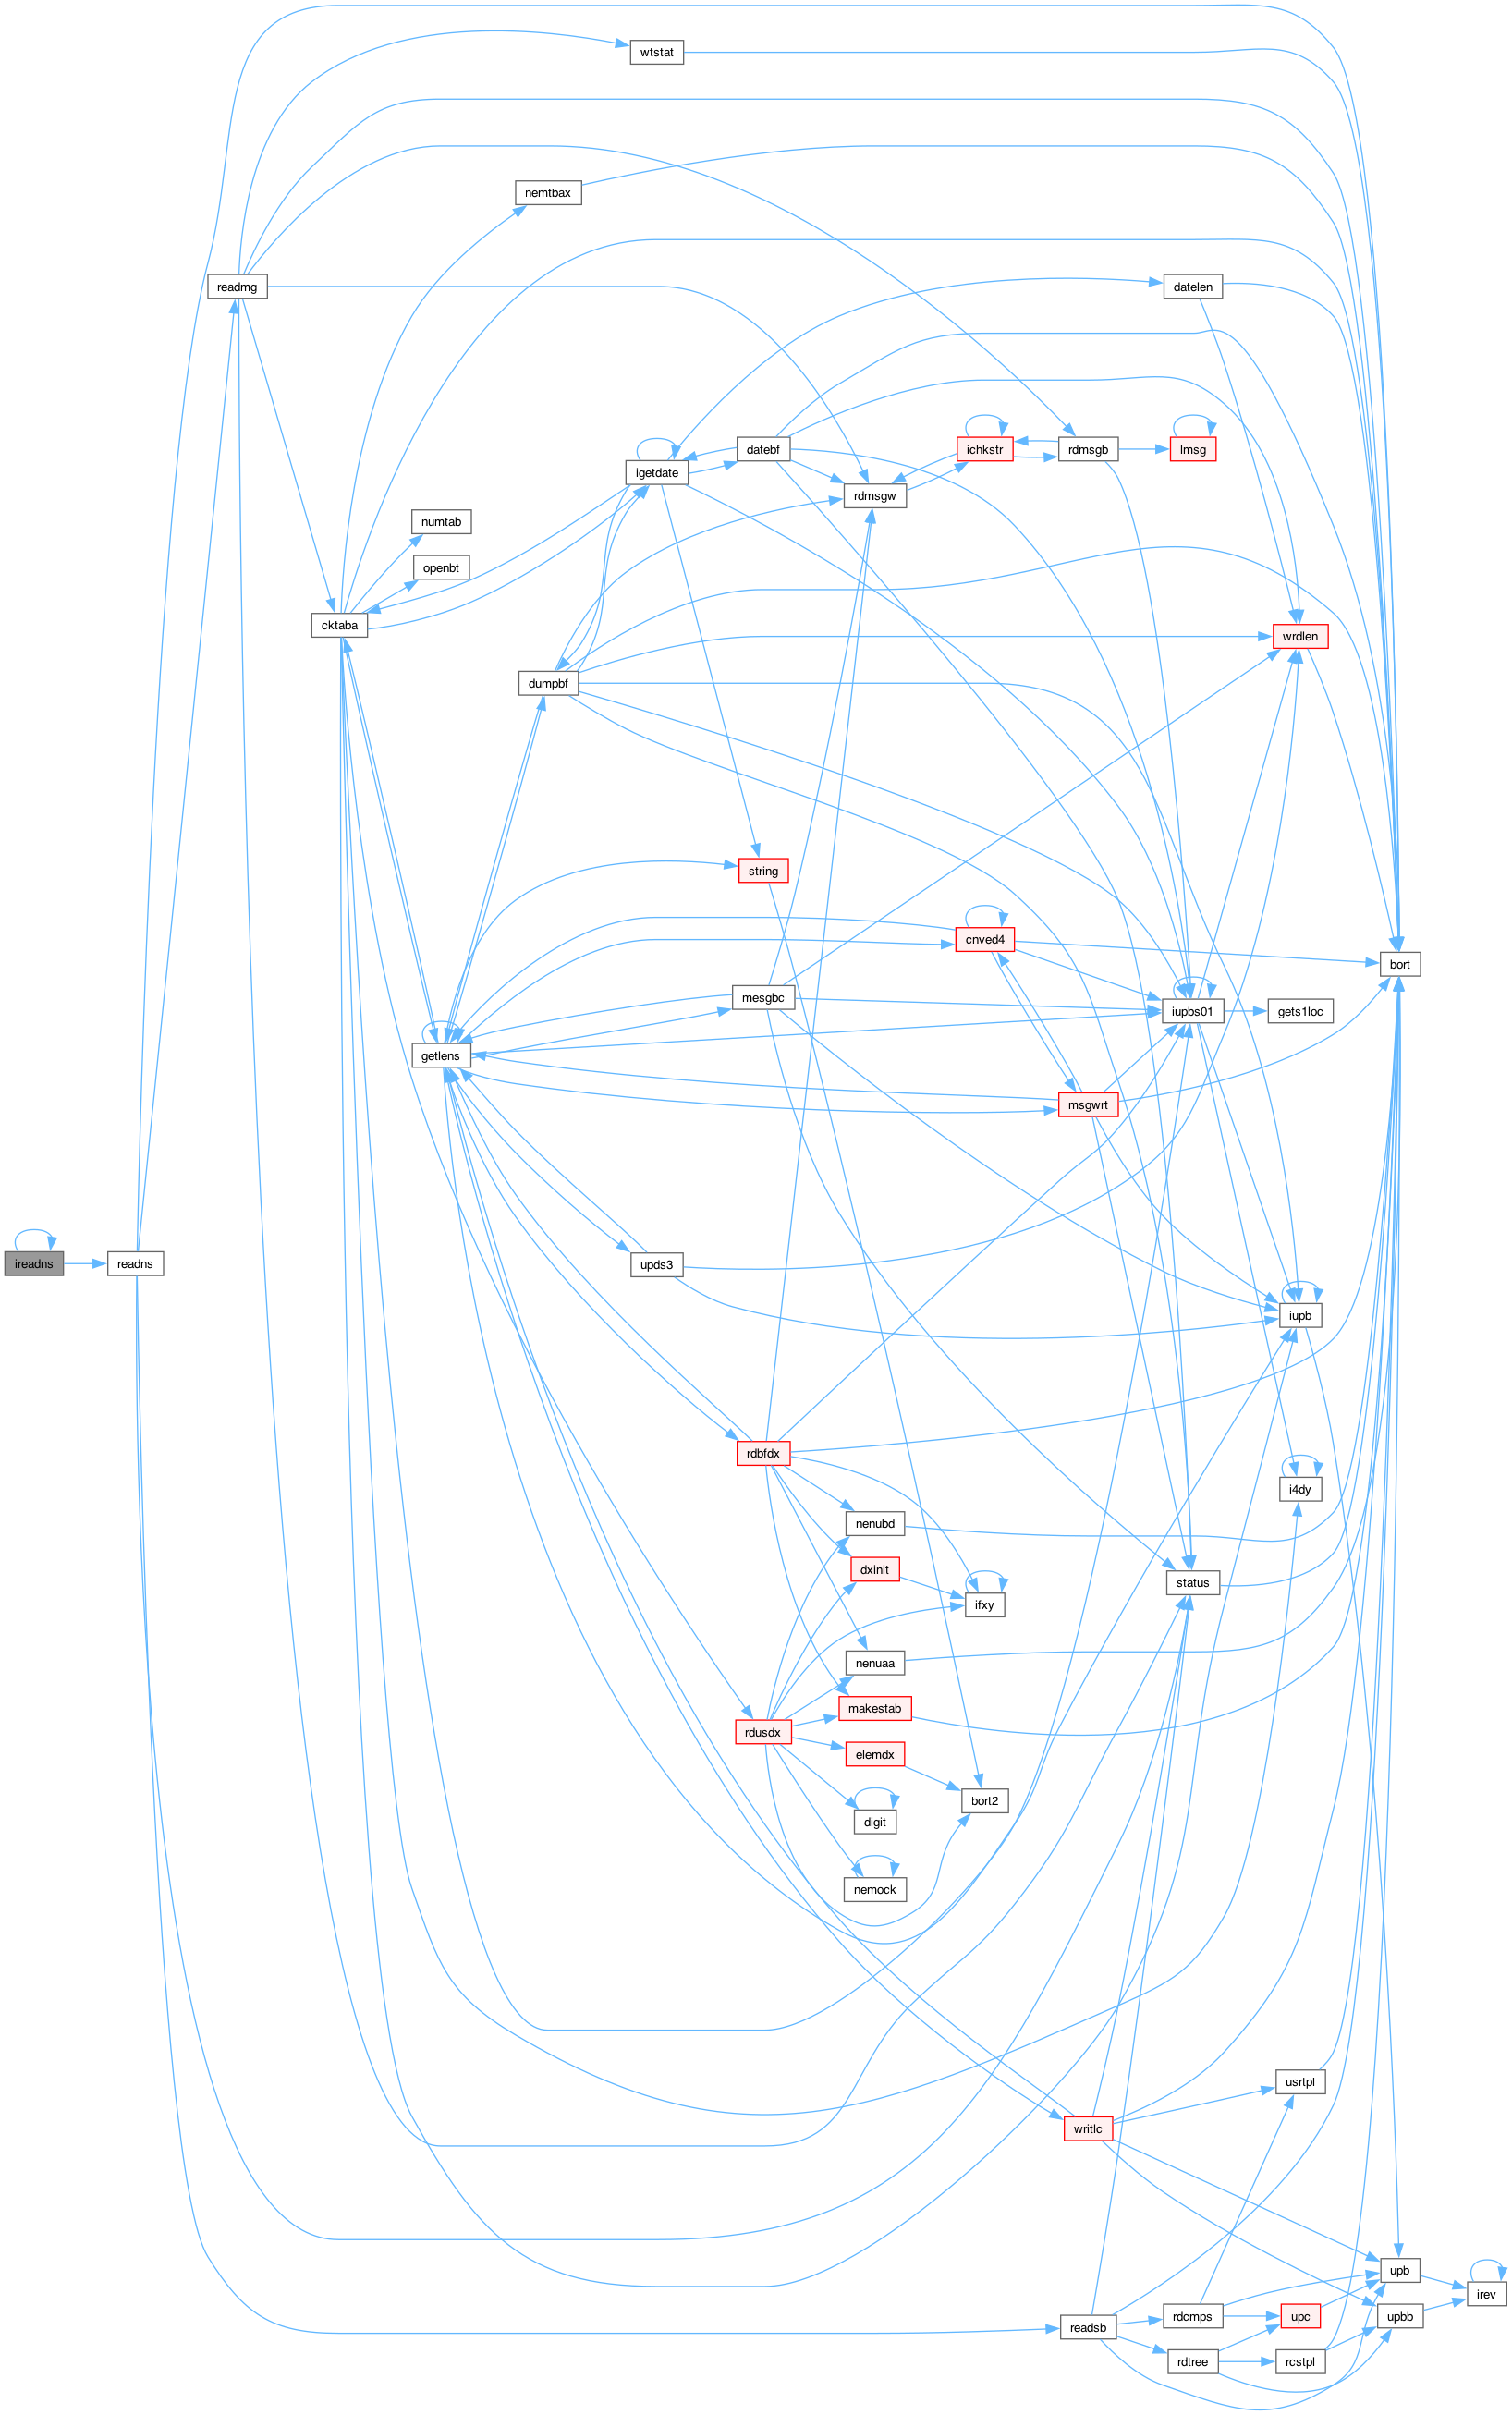 wtstat
nemtbax
readmg
datelen
datebf
ichkstr
rdmsgb
lmsg
igetdate
rdmsgw
numtab
openbt
cktaba
wrdlen
dumpbf
string
cnved4
bort
mesgbc
iupbs01
gets1loc
getlens
msgwrt
ireadns
readns
upds3
iupb
rdbfdx
i4dy
nenubd
dxinit
status
ifxy
nenuaa
makestab
rdusdx
elemdx
bort2
digit
nemock
usrtpl
writlc
upb
irev
readsb
rdcmps
upc
upbb
rdtree
rcstpl